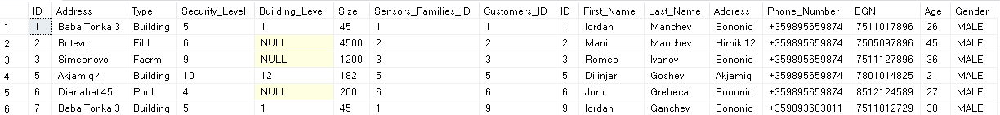 ID Address Type Security_Level Building_Level Size Sensors_Families_ID Customers_ID ID First_Name Last_Name Address Phone_Number EGN Age Gender
1 1 Baba Tonka 3 Building 5 1 45 1 1 1 Iordan Manchev Bononiq +359895659874 7511017896 26 MALE
2 2 Botevo Fild 6 NULL 4500 2 2 2 Mani Manchev Himik 12 +359895659874 7505097896 45 MALE
3 3 Simeonovo Facrm 9 NULL 1200 3 3 3 Romeo Ivanov Bononiq +359895659874 7511127896 36 MALE
4 5 Akjamiq 4 Building 10 12 182 5 5 5 Dilinjar Goshev Akjamiq +359895659874 7801014825 21 MALE
5 6 Dianabat 45 Pool 4 NULL 200 6 6 6 Joro Grebeca Bononiq +359895659874 8512124589 27 MALE
6 7 Baba Tonka 3 Building 5 1 45 1 9 9 Iordan Ganchev Bononiq +359893603011 7511012729 30 MALE